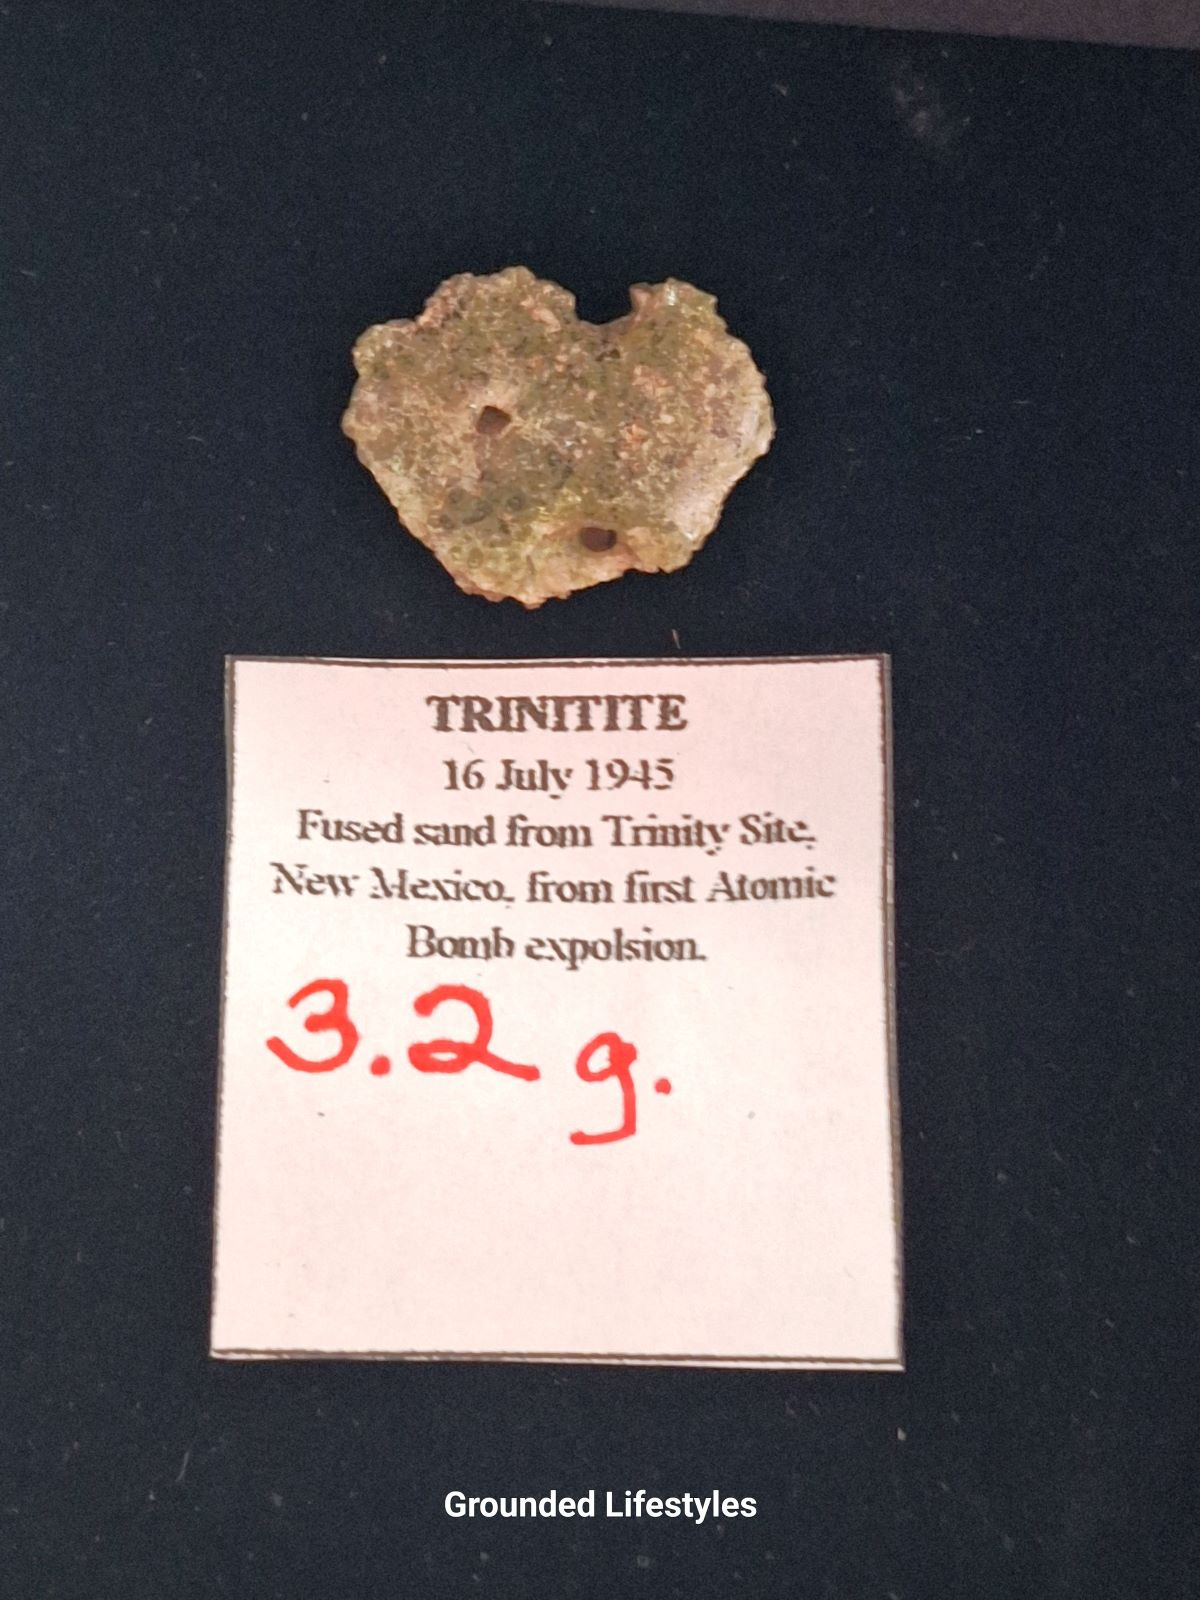 TRINITITE
16 July 1945
Fused sand from Trinity Site,
New Mexico, from first Atomic
Bomb expolsion.
3.2 g.
Grounded Lifestyles